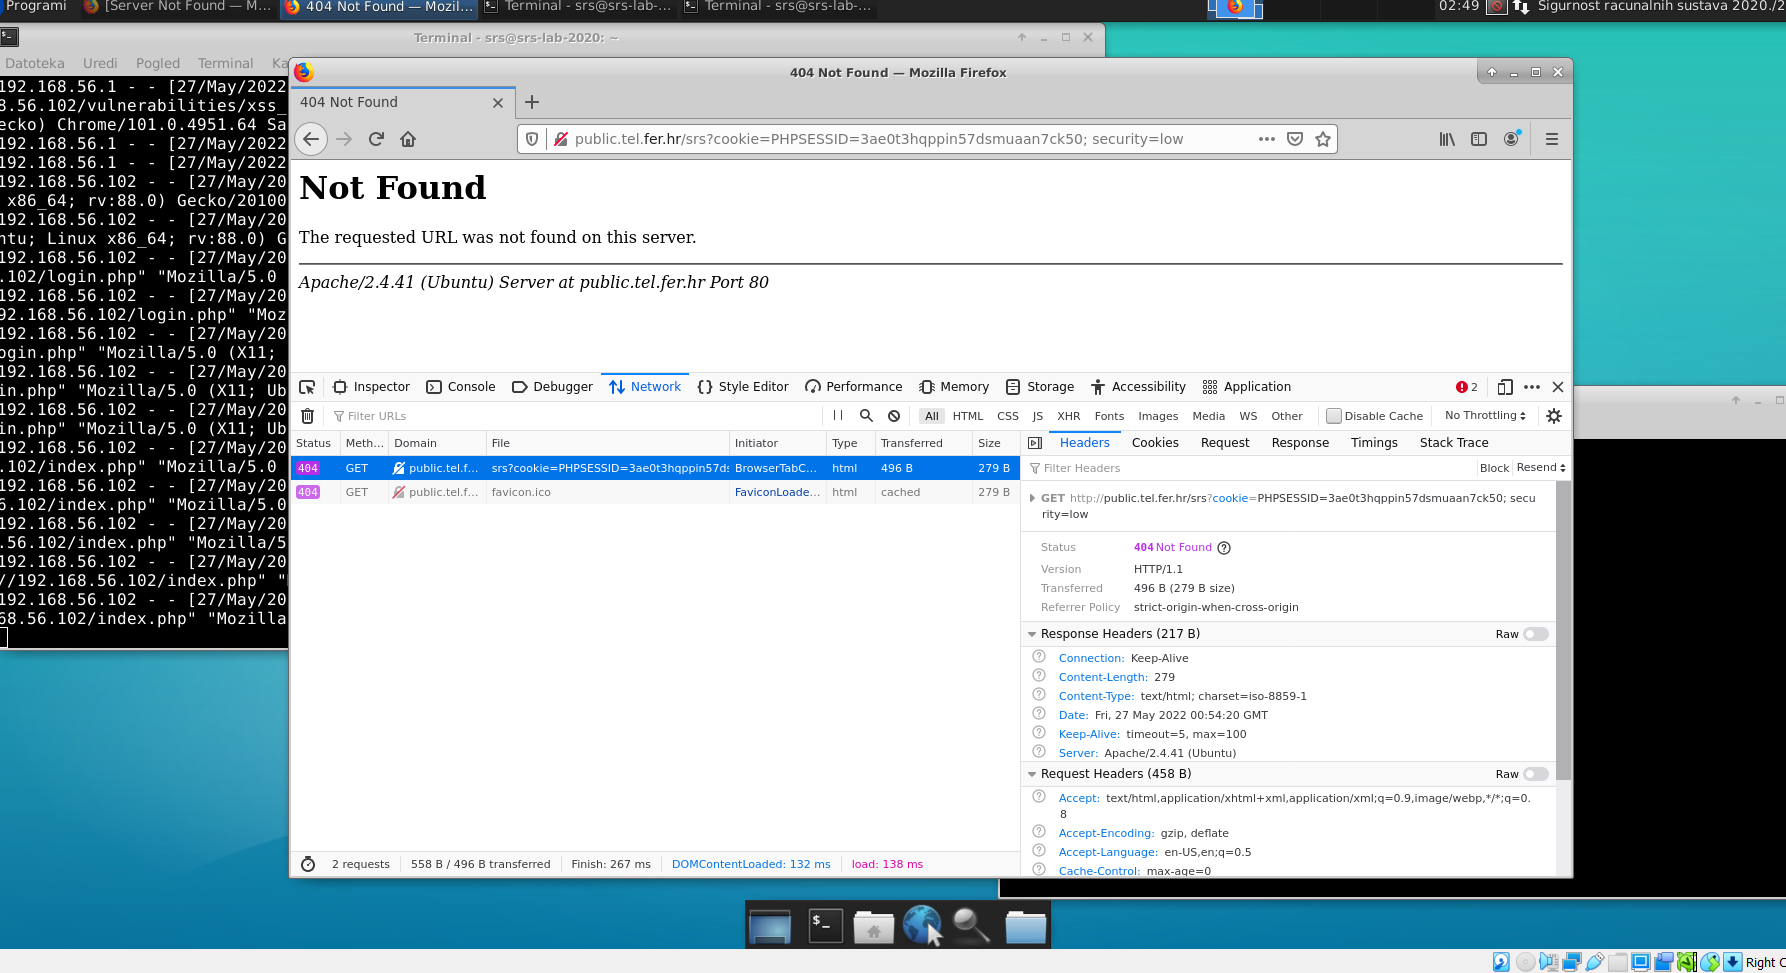 Programi
[Server Not Found — M...
404 Not Found — Mozil...
Terminal - srs@srs-lab-...
Terminal - srs@srs-lab-...
02:49
Sigurnost racunalnih sustava 2020./2
Terminal - srs@srs-lab-2020: ~
Datoteka Uredi Pogled Terminal Ka
192.168.56.1 - - [27/May/2022
8.56.102/vulnerabilities/xss_
ecko) Chrome/101.0.4951.64 Sa
192.168.56.1 - - [27/May/2022
192.168.56.1 - - [27/May/2022
192.168.56.102 - - [27/May/20
x86_64; rv:88.0) Gecko/20100
192.168.56.102 - - [27/May/20
ntu; Linux x86_64; rv:88.0) G
192.168.56.102 - - [27/May/20
.102/login.php" "Mozilla/5.0
192.168.56.102 - - [27/May/20
92.168.56.102/login.php" "Moz
192.168.56.102 - - [27/May/20
ogin.php" "Mozilla/5.0 (X11;
192.168.56.102 - - [27/May/20
in.php" "Mozilla/5.0 (X11; Ub
192.168.56.102 - - [27/May/20
in.php" "Mozilla/5.0 (X11; Ub
192.168.56.102 - - [27/May/20
.102/index.php" "Mozilla/5.0
192.168.56.102 - - [27/May/20
6.102/index.php" "Mozilla/5.0
192.168.56.102 - - [27/May/20
.56.102/index.php" "Mozilla/5
192.168.56.102 - - [27/May/20
//192.168.56.102/index.php" "
192.168.56.102 - - [27/May/20
68.56.102/index.php" "Mozilla
404 Not Found — Mozilla Firefox
404 Not Found
public.tel.fer.hr/srs?cookie=PHPSESSID=3ae0t3hqppin57dsmuaan7ck50; security=low
Not Found
The requested URL was not found on this server.
Apache/2.4.41 (Ubuntu) Server at public.tel.fer.hr Port 80
Inspector Console Debugger Network Style Editor Performance Memory Storage Accessibility Application 2
Filter URLs
All HTML CSS JS XHR Fonts Images Media WS Other Disable Cache No Throttling
Status Meth... Domain File Initiator Type Transferred Size
404 GET public.tel.f... srs?cookie=PHPSESSID=3ae0t3hqppin57ds BrowserTabC... html 496 B 279 B
404 GET public.tel.f... favicon.ico FaviconLoade... html cached 279 B
2 requests 558 B / 496 B transferred Finish: 267 ms DOMContentLoaded: 132 ms load: 138 ms
Headers Cookies Request Response Timings Stack Trace
Filter Headers Block Resend
GET http://public.tel.fer.hr/srs?cookie=PHPSESSID=3ae0t3hqppin57dsmuaan7ck50; secu
rity=low
Status 404 Not Found
Version HTTP/1.1
Transferred 496 B (279 B size)
Referrer Policy strict-origin-when-cross-origin
Response Headers (217 B) Raw
Connection: Keep-Alive
Content-Length: 279
Content-Type: text/html; charset=iso-8859-1
Date: Fri, 27 May 2022 00:54:20 GMT
Keep-Alive: timeout=5, max=100
Server: Apache/2.4.41 (Ubuntu)
Request Headers (458 B) Raw
Accept: text/html,application/xhtml+xml,application/xml;q=0.9,image/webp,*/*;q=0.
8
Accept-Encoding: gzip, deflate
Accept-Language: en-US,en;q=0.5
Cache-Control: max-age=0
Right C